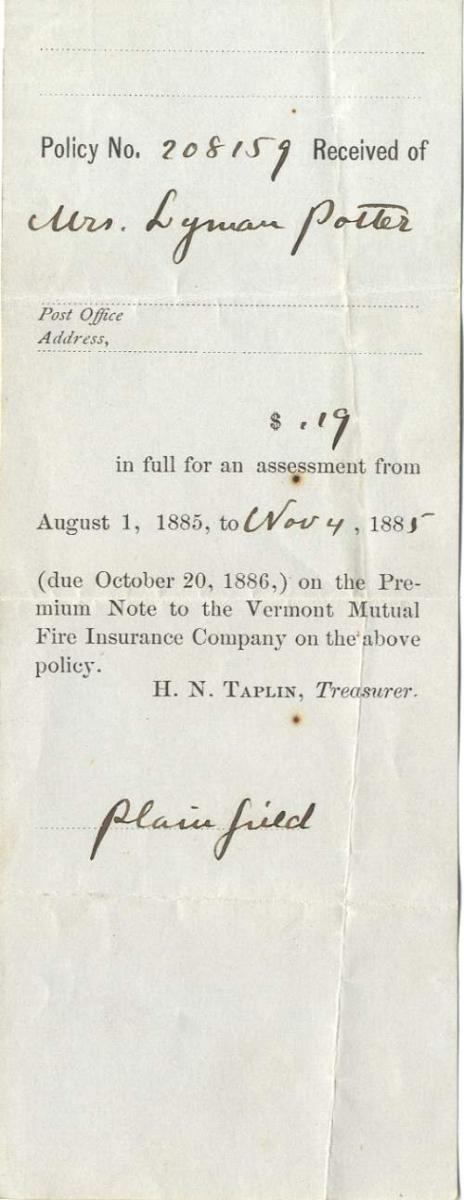 Policy No. 208159 Received of
Mrs. Lyman Potter
Post Office
Address,
$ .19
in full for an assessment from
August 1, 1885, to Nov 4, 1885
(due October 20, 1886,) on the Pre-
mium Note to the Vermont Mutual
Fire Insurance Company on the above
policy.
H. N. Taplin, Treasurer.
Plainfield